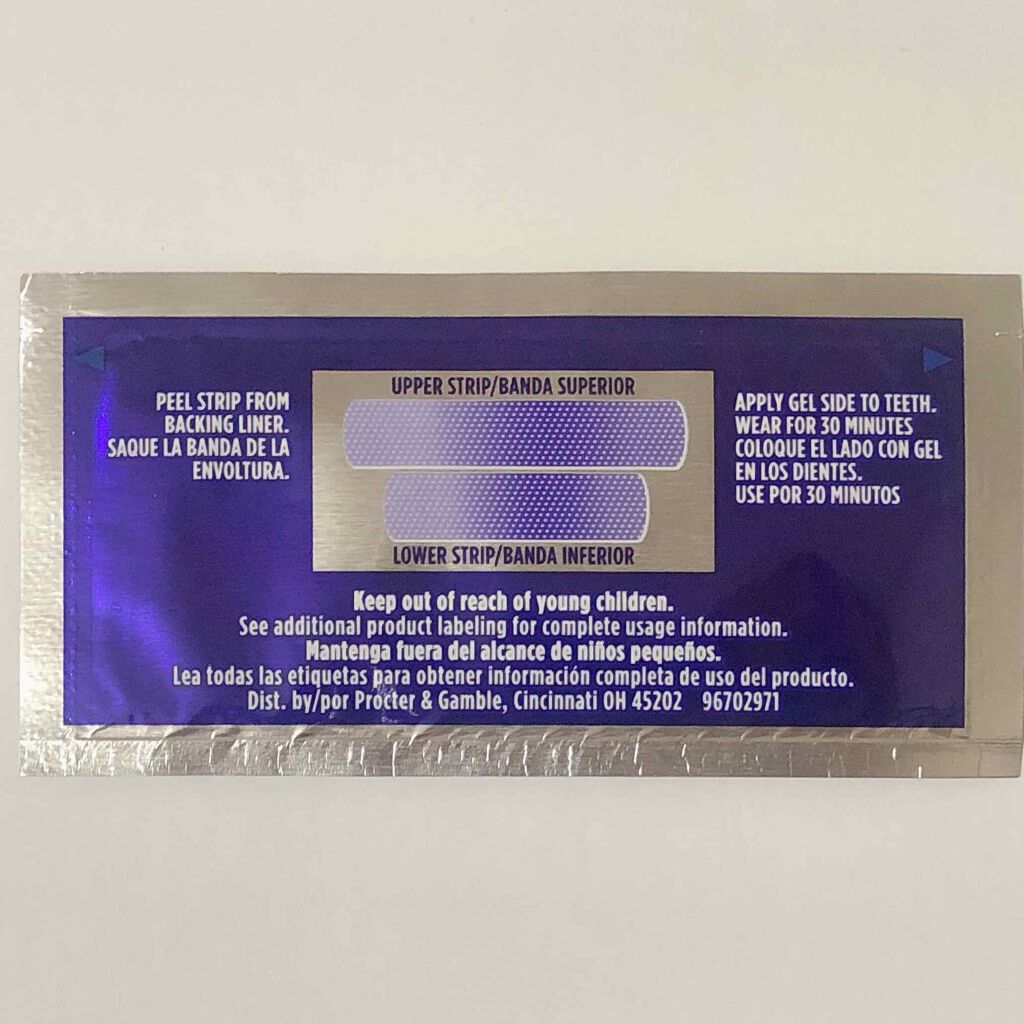 PEEL STRIP FROM
BACKING LINER.
SAQUE LA BANDA DE LA
ENVOLTURA.
UPPER STRIP/BANDA SUPERIOR
LOWER STRIP/BANDA INFERIOR
APPLY GEL SIDE TO TEETH.
WEAR FOR 30 MINUTES
COLOQUE EL LADO CON GEL
EN LOS DIENTES.
USE POR 30 MINUTOS
Keep out of reach of young children.
See additional product labeling for complete usage information.
Mantenga fuera del alcance de niños pequeños.
Lea todas las etiquetas para obtener información completa de uso del producto.
Dist. by/por Procter & Gamble, Cincinnati OH 45202 96702971